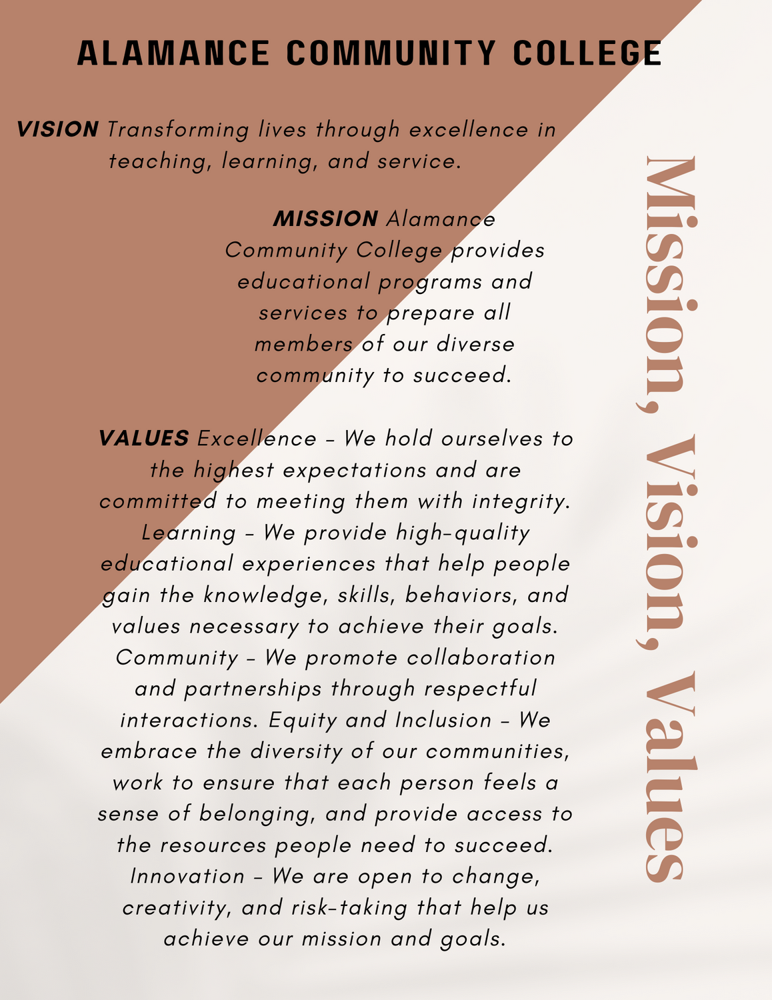 ALAMANCE COMMUNITY COLLEGE
VISION Transforming lives through excellence in
teaching, learning, and service.
MISSION Alamance
Community College provides
educational programs and
services to prepare all
members of our diverse
community to succeed.
VALUES Excellence – We hold ourselves to
the highest expectations and are
committed to meeting them with integrity.
Learning – We provide high-quality
educational experiences that help people
gain the knowledge, skills, behaviors, and
values necessary to achieve their goals.
Community – We promote collaboration
and partnerships through respectful
interactions. Equity and Inclusion – We
embrace the diversity of our communities,
work to ensure that each person feels a
sense of belonging, and provide access to
the resources people need to succeed.
Innovation – We are open to change,
creativity, and risk-taking that help us
achieve our mission and goals.
Mission, Vision, Values